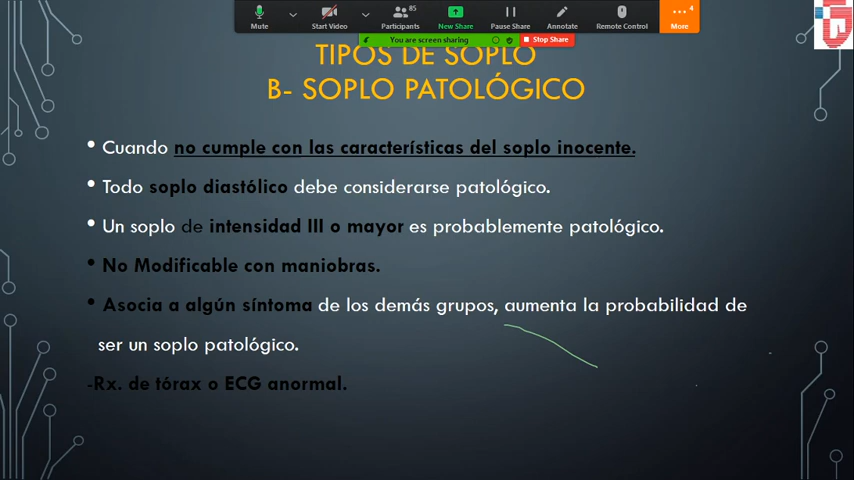 85
4
Mute
Start Video
Participants
New Share
Pause Share
Annotate
Remote Control
More
You are screen sharing
Stop Share
TIPOS DE SOPLO
B- SOPLO PATOLÓGICO
• Cuando no cumple con las características del soplo inocente.
• Todo soplo diastólico debe considerarse patológico.
• Un soplo de intensidad III o mayor es probablemente patológico.
• No Modificable con maniobras.
• Asocia a algún síntoma de los demás grupos, aumenta la probabilidad de
ser un soplo patológico.
-Rx. de tórax o ECG anormal.